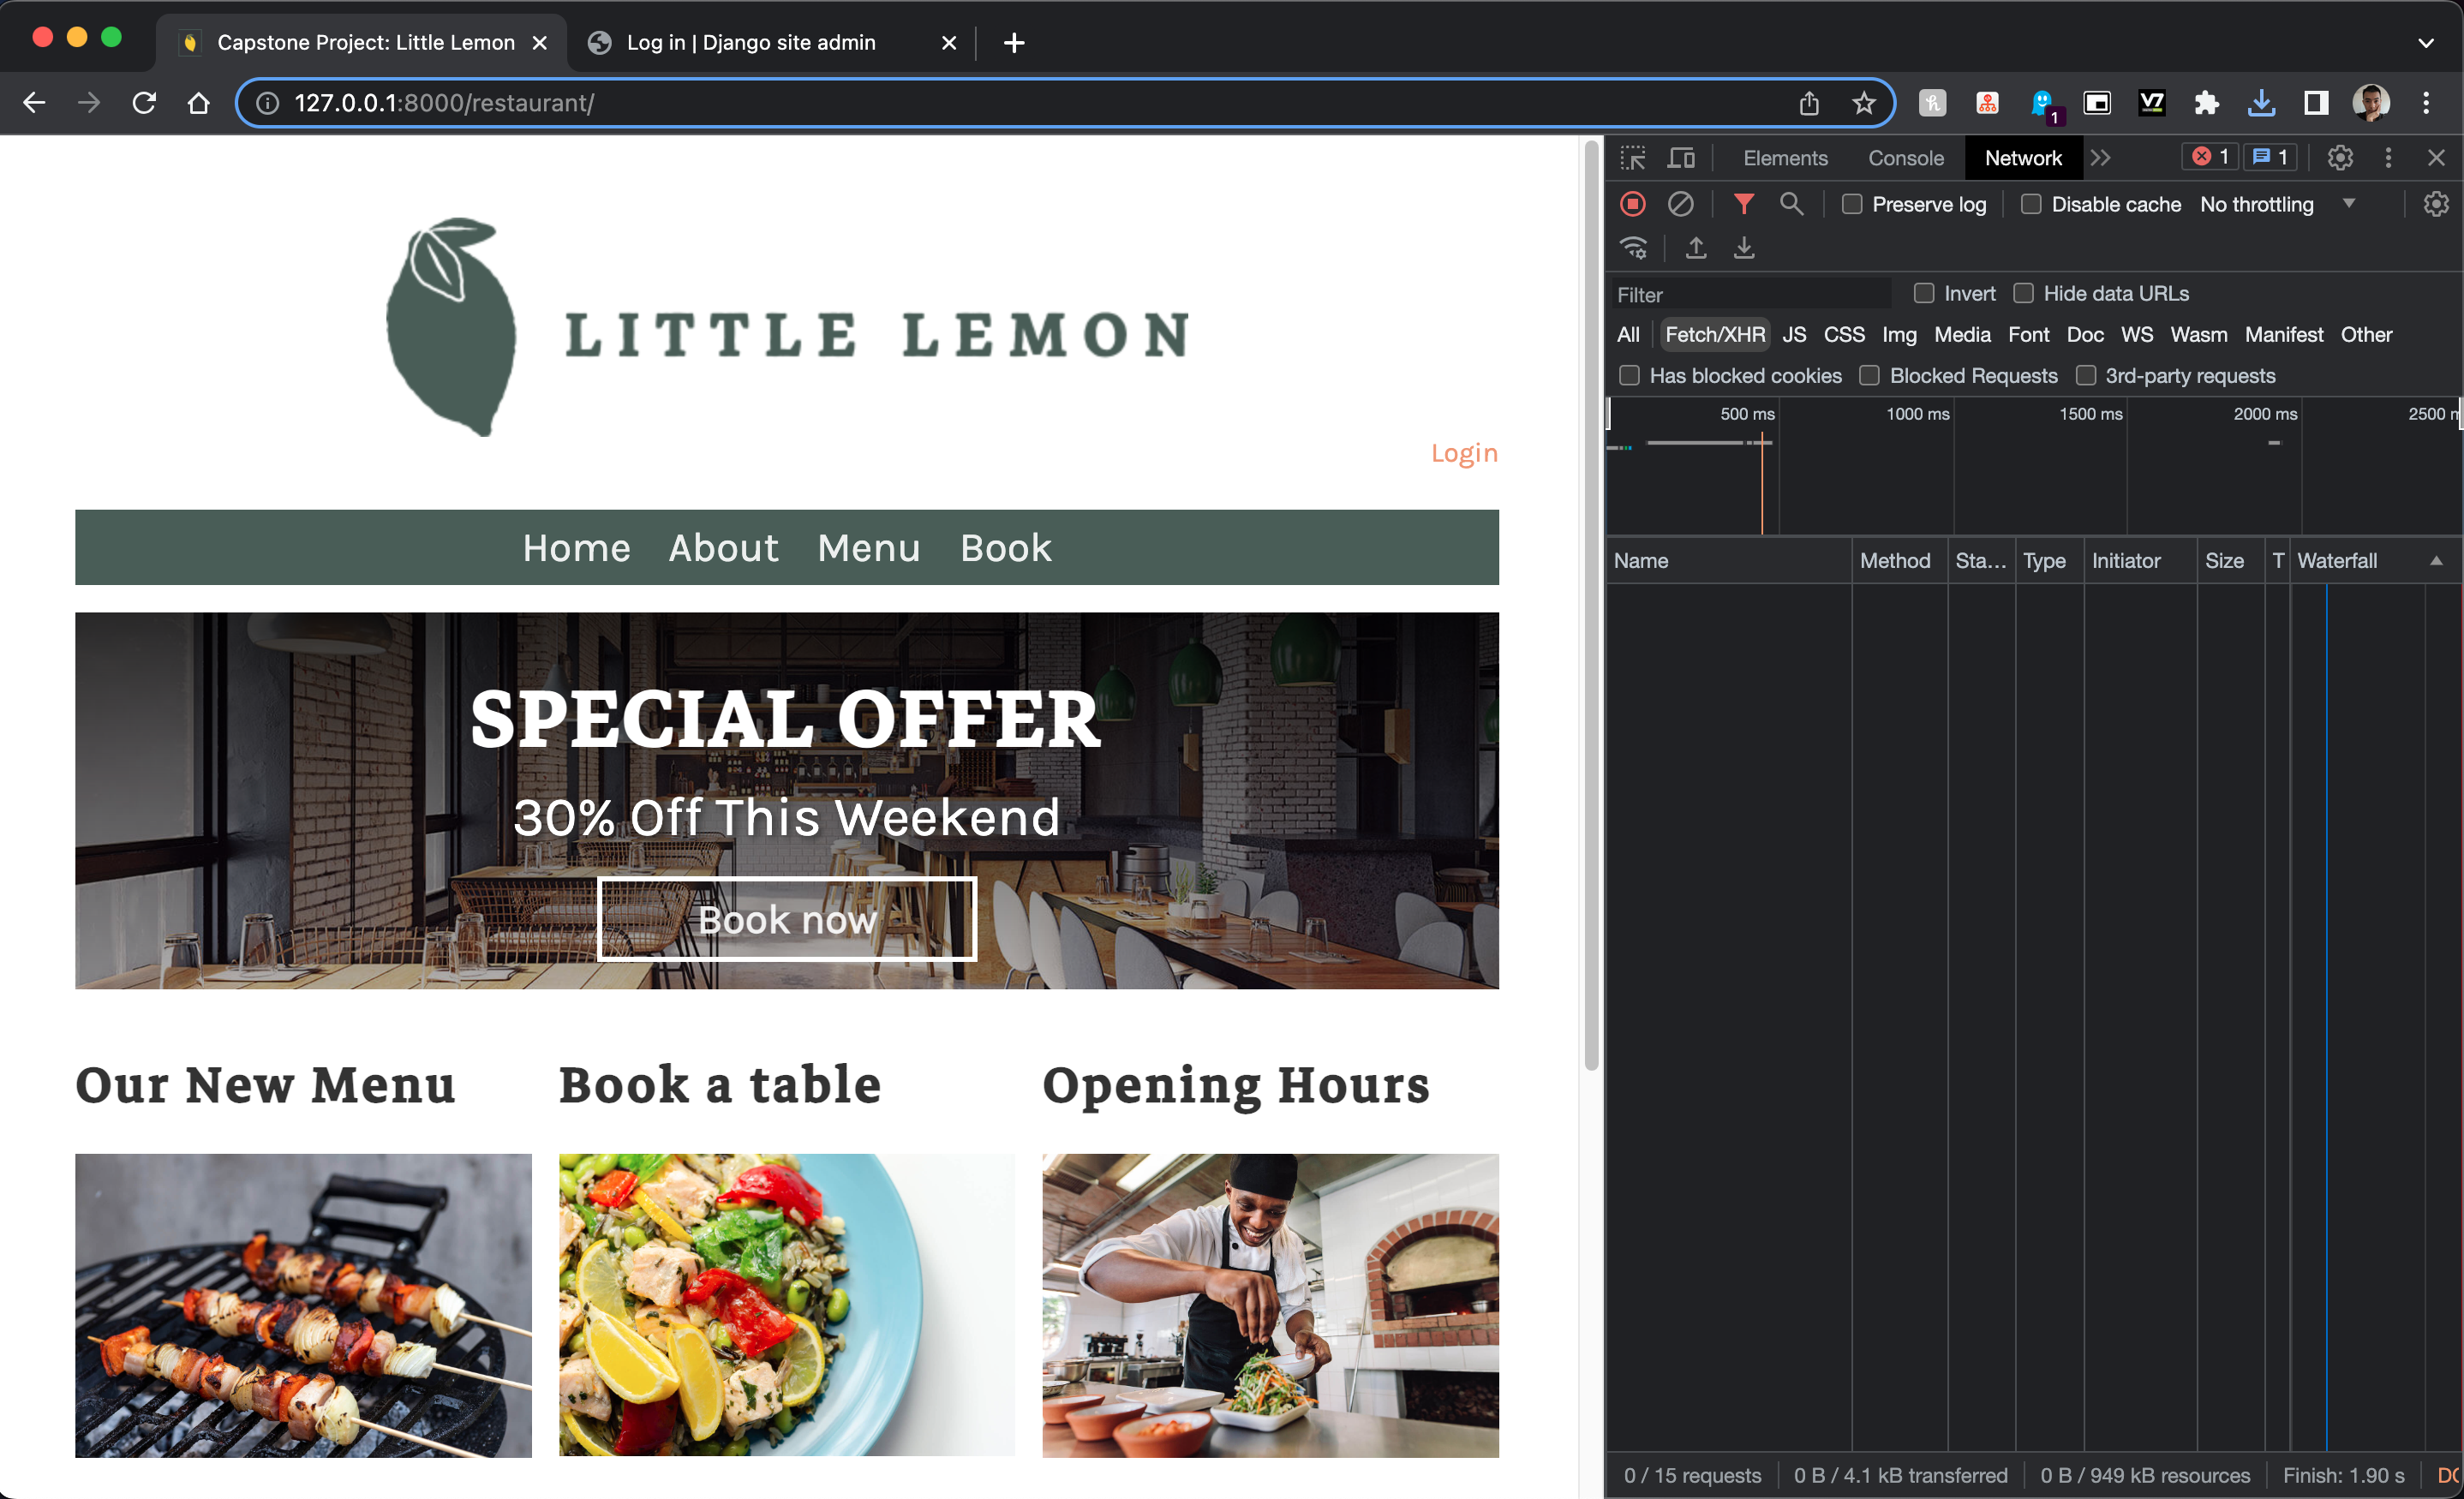 Capstone Project: Little Lemon
Log in | Django site admin
127.0.0.1:8000/restaurant/
1
LITTLE LEMON
Login
Home About Menu Book
SPECIAL OFFER
30% Off This Weekend
Book now
Our New Menu
Book a table
Opening Hours
Elements Console Network 1 1
Preserve log Disable cache No throttling
Filter Invert Hide data URLs
All Fetch/XHR JS CSS Img Media Font Doc WS Wasm Manifest Other
Has blocked cookies Blocked Requests 3rd-party requests
500 ms 1000 ms 1500 ms 2000 ms 2500 m
Name Method Sta... Type Initiator Size T Waterfall
0 / 15 requests 0 B / 4.1 kB transferred 0 B / 949 kB resources Finish: 1.90 s